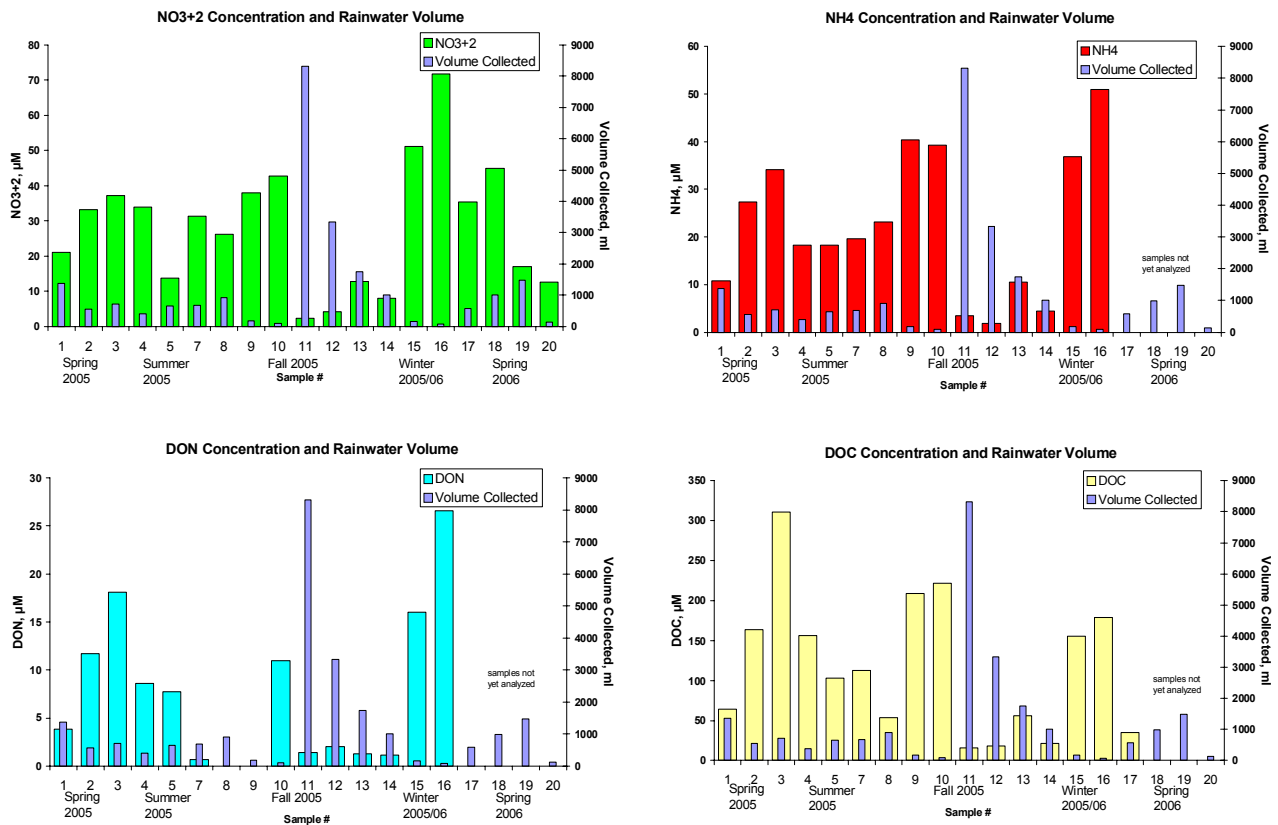 NO3+2 Concentration and Rainwater Volume
NO3+2
Volume Collected
80
70
60
50
40
30
20
10
0
NO3+2, µM
9000
8000
7000
6000
5000
4000
3000
2000
1000
0
Volume Collected, ml
1 2 3 4 5 7 8 9 10 11 12 13 14 15 16 17 18 19 20
Spring 2005
Summer 2005
Fall 2005
Winter 2005/06
Spring 2006
Sample #
NH4 Concentration and Rainwater Volume
NH4
Volume Collected
60
50
40
30
20
10
0
NH4, µM
9000
8000
7000
6000
5000
4000
3000
2000
1000
0
Volume Collected, ml
samples not
yet analyzed
1 2 3 4 5 7 8 9 10 11 12 13 14 15 16 17 18 19 20
Spring 2005
Summer 2005
Fall 2005
Winter 2005/06
Spring 2006
Sample #
DON Concentration and Rainwater Volume
DON
Volume Collected
30
25
20
15
10
5
0
DON, µM
9000
8000
7000
6000
5000
4000
3000
2000
1000
0
Volume Collected, ml
samples not
yet analyzed
1 2 3 4 5 7 8 9 10 11 12 13 14 15 16 17 18 19 20
Spring 2005
Summer 2005
Fall 2005
Winter 2005/06
Spring 2006
Sample #
DOC Concentration and Rainwater Volume
DOC
Volume Collected
350
300
250
200
150
100
50
0
DOC, µM
9000
8000
7000
6000
5000
4000
3000
2000
1000
0
Volume Collected, ml
samples not
yet analyzed
1 2 3 4 5 7 8 9 10 11 12 13 14 15 16 17 18 19 20
Spring 2005
Summer 2005
Fall 2005
Winter 2005/06
Spring 2006
Sample #